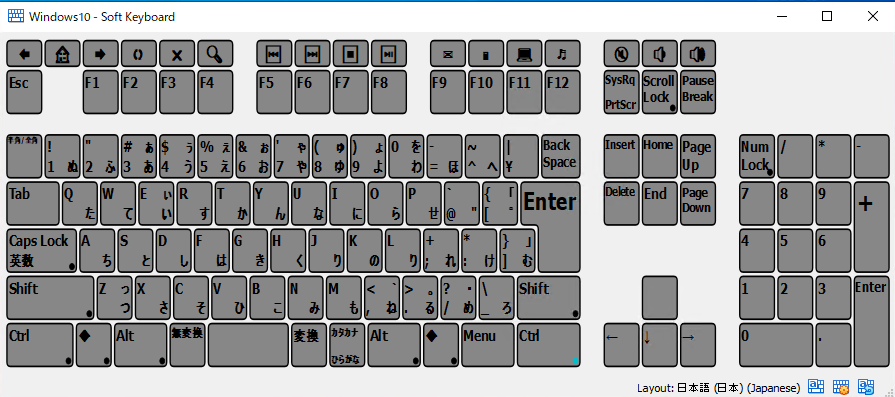 Windows10 - Soft Keyboard
Esc F1 F2 F3 F4 F5 F6 F7 F8 F9 F10 F11 F12 SysRq PrtScr Scroll Lock Pause Break
半角/全角 ! 1 ぬ " 2 ふ # ぁ 3 あ $ ぅ 4 う % ぇ 5 え & ぉ 6 お ' ゃ 7 や ( ゅ 8 ゆ ) ょ 9 よ 0 を わ - = ほ ~ ^ へ | ¥ Back Space Insert Home Page Up Num Lock / * -
Tab Q た W て E ぃ い R す T か Y ん U な I に O ら P せ ` @ " { 「 [ ° Enter Delete End Page Down 7 8 9 +
Caps Lock 英数 A ち S と D し F は G き H く J り K の L り + ; れ * : け } 」 ] む 4 5 6
Shift Z っ つ X さ C そ V ひ B こ N み M も < 、 , ね > 。 . る ? ・ / め \ _ ろ Shift 1 2 3 Enter
Ctrl ◆ Alt 無変換 変換 カタカナ ひらがな Alt ◆ Menu Ctrl ← ↓ → 0 .
Layout: 日本語 (日本) (Japanese)